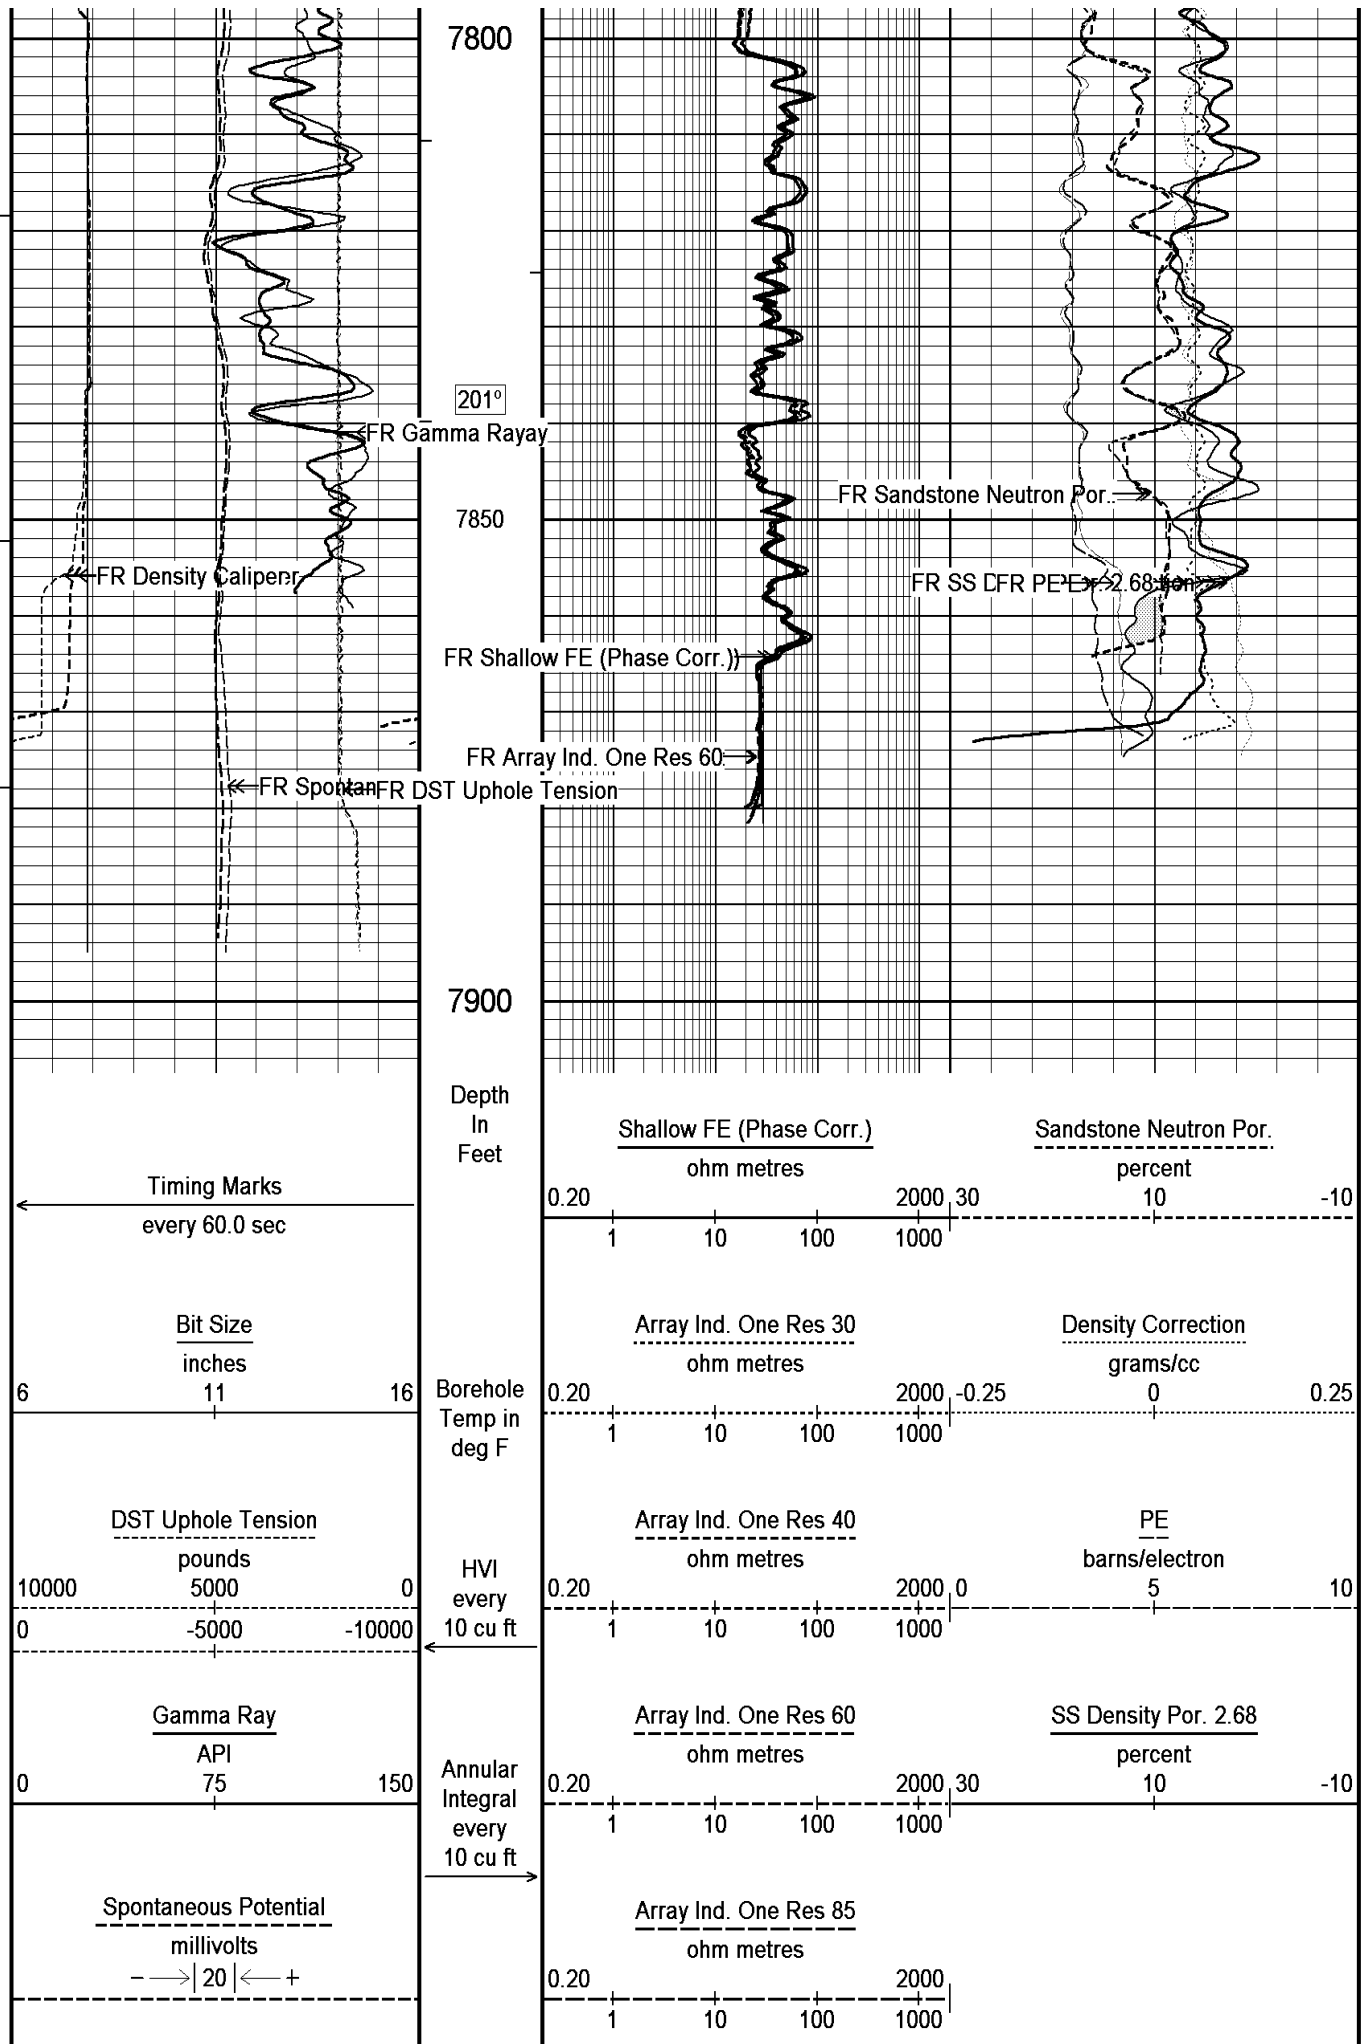 7800
201º
FR Gamma Rayay
FR Sandstone Neutron Por..
7850
FR Density Caliper
FR SS D
FR PE
2.68
FR Shallow FE (Phase Corr.))
FR Array Ind. One Res 60
FR Spontan
FR DST Uphole Tension
7900
Depth
In
Feet
Timing Marks
every 60.0 sec
Bit Size
inches
6 11 16
DST Uphole Tension
pounds
10000 5000 0
0 -5000 -10000
Gamma Ray
API
0 75 150
Spontaneous Potential
millivolts
− 20 +
Borehole
Temp in
deg F
HVI
every
10 cu ft
Annular
Integral
every
10 cu ft
Shallow FE (Phase Corr.)
ohm metres
0.20 2000
1 10 100 1000
Array Ind. One Res 30
ohm metres
0.20 2000
1 10 100 1000
Array Ind. One Res 40
ohm metres
0.20 2000
1 10 100 1000
Array Ind. One Res 60
ohm metres
0.20 2000
1 10 100 1000
Array Ind. One Res 85
ohm metres
0.20 2000
1 10 100 1000
Sandstone Neutron Por.
percent
30 10 -10
Density Correction
grams/cc
-0.25 0 0.25
PE
barns/electron
0 5 10
SS Density Por. 2.68
percent
30 10 -10